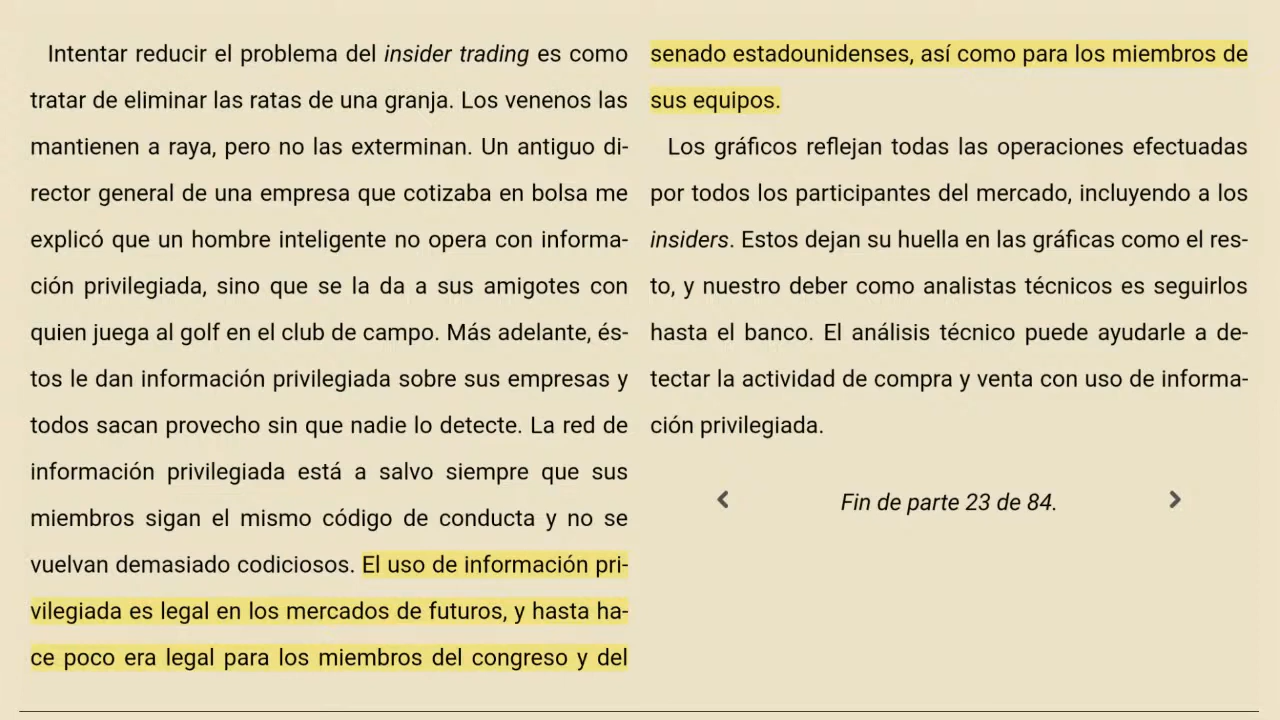 Intentar reducir el problema del insider trading es como
tratar de eliminar las ratas de una granja. Los venenos las
mantienen a raya, pero no las exterminan. Un antiguo di-
rector general de una empresa que cotizaba en bolsa me
explicó que un hombre inteligente no opera con informa-
ción privilegiada, sino que se la da a sus amigotes con
quien juega al golf en el club de campo. Más adelante, és-
tos le dan información privilegiada sobre sus empresas y
todos sacan provecho sin que nadie lo detecte. La red de
información privilegiada está a salvo siempre que sus
miembros sigan el mismo código de conducta y no se
vuelvan demasiado codiciosos. El uso de información pri-
vilegiada es legal en los mercados de futuros, y hasta ha-
ce poco era legal para los miembros del congreso y del
senado estadounidenses, así como para los miembros de
sus equipos.
Los gráficos reflejan todas las operaciones efectuadas
por todos los participantes del mercado, incluyendo a los
insiders. Estos dejan su huella en las gráficas como el res-
to, y nuestro deber como analistas técnicos es seguirlos
hasta el banco. El análisis técnico puede ayudarle a de-
tectar la actividad de compra y venta con uso de informa-
ción privilegiada.
Fin de parte 23 de 84.